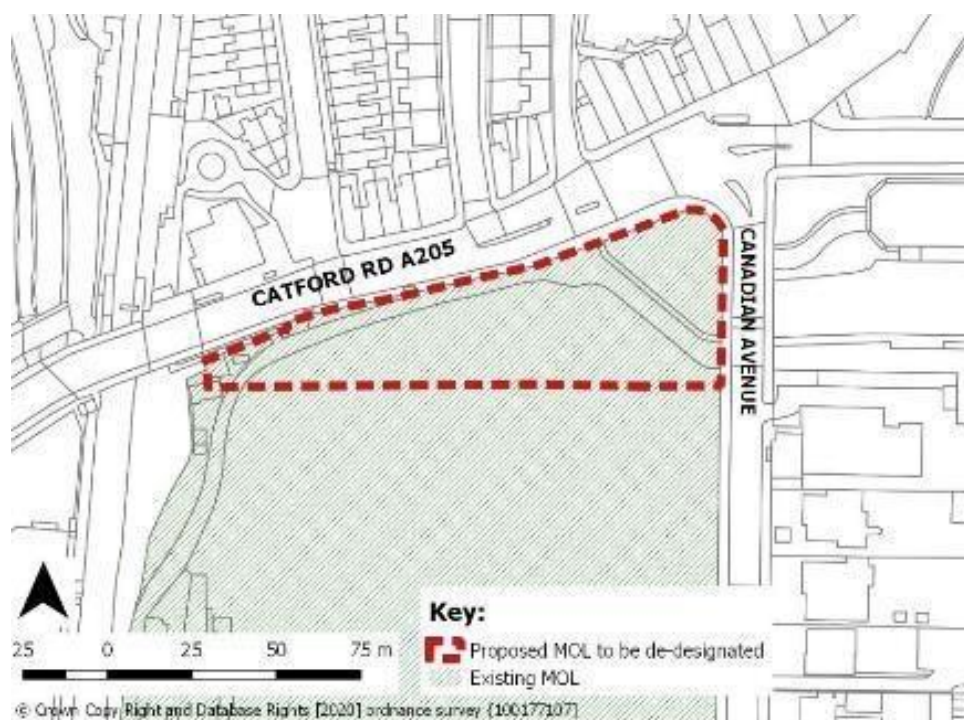 CATFORD RD A205
CANADIAN AVENUE
Key:
Proposed MOL to be de-designated
Existing MOL
25 0 25 50 75 m
© Crown Copy Right and Database Rights [2020] ordnance survey {100177107}